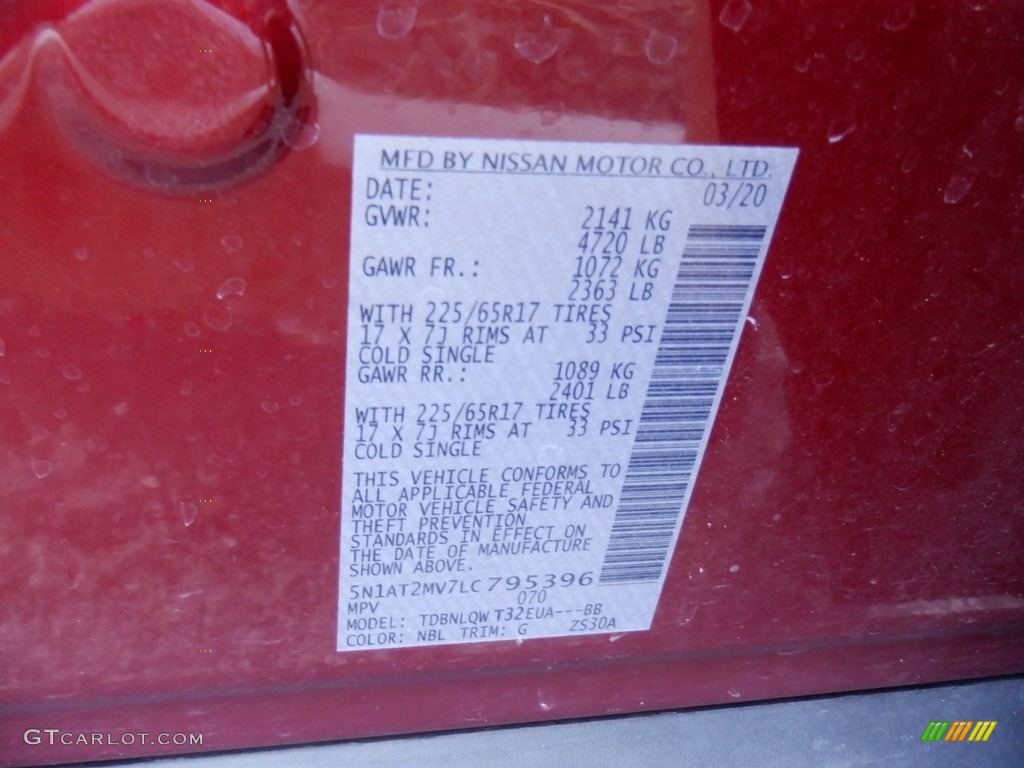 MFD BY NISSAN MOTOR CO., LTD.
DATE: 03/20
GVWR: 2141 KG
4720 LB
GAWR FR.: 1072 KG
2363 LB
WITH 225/65R17 TIRES
17 X 7J RIMS AT 33 PSI
COLD SINGLE
GAWR RR.: 1089 KG
2401 LB
WITH 225/65R17 TIRES
17 X 7J RIMS AT 33 PSI
COLD SINGLE
THIS VEHICLE CONFORMS TO
ALL APPLICABLE FEDERAL
MOTOR VEHICLE SAFETY AND
THEFT PREVENTION
STANDARDS IN EFFECT ON
THE DATE OF MANUFACTURE
SHOWN ABOVE.
5N1AT2MV7LC795396
MPV 070
MODEL: TDBNLQW T32EUA---BB
COLOR: NBL TRIM: G ZS30A
GTCARLOT.COM